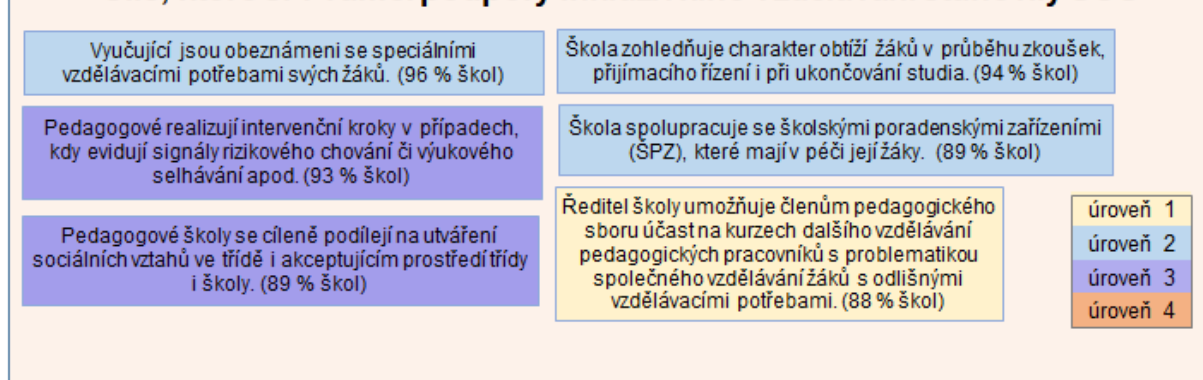 Vyučující jsou obeznámeni se speciálními
vzdělávacími potřebami svých žáků. (96 % škol)
Škola zohledňuje charakter obtíží žáků v průběhu zkoušek,
přijímacího řízení i při ukončování studia. (94 % škol)
Pedagogové realizují intervenční kroky v případech,
kdy evidují signály rizikového chování či výukového
selhávání apod. (93 % škol)
Škola spolupracuje se školskými poradenskými zařízeními
(ŠPZ), které mají v péči její žáky. (89 % škol)
Pedagogové školy se cíleně podílejí na utváření
sociálních vztahů ve třídě i akceptujícím prostředí třídy
i školy. (89 % škol)
Ředitel školy umožňuje členům pedagogického
sboru účast na kurzech dalšího vzdělávání
pedagogických pracovníků s problematikou
společného vzdělávání žáků s odlišnými
vzdělávacími potřebami. (88 % škol)
úroveň 1
úroveň 2
úroveň 3
úroveň 4